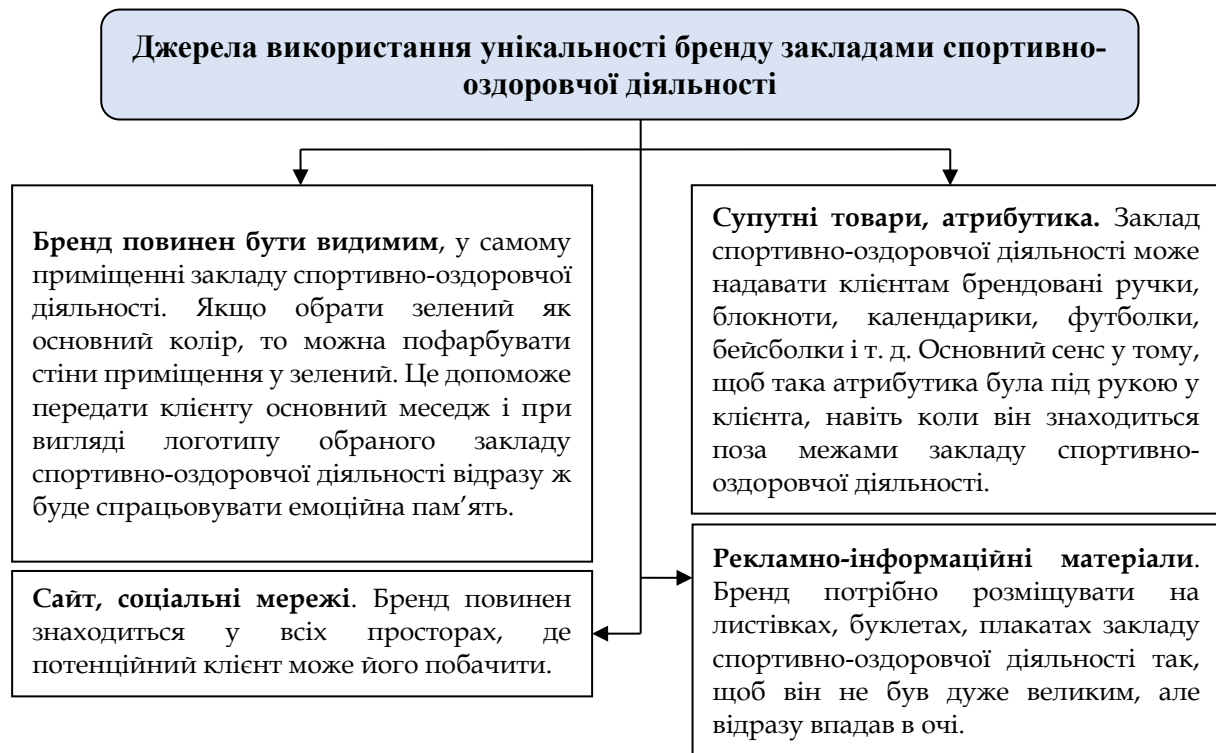 Джерела використання унікальності бренду закладами спортивно-
оздоровчої діяльності
Бренд повинен бути видимим, у самому
приміщенні закладу спортивно-оздоровчої
діяльності. Якщо обрати зелений як
основний колір, то можна пофарбувати
стіни приміщення у зелений. Це допоможе
передати клієнту основний меседж і при
вигляді логотипу обраного закладу
спортивно-оздоровчої діяльності відразу ж
буде спрацьовувати емоційна пам’ять.
Супутні товари, атрибутика. Заклад
спортивно-оздоровчої діяльності може
надавати клієнтам брендовані ручки,
блокноти, календарики, футболки,
бейсболки і т. д. Основний сенс у тому,
щоб така атрибутика була під рукою у
клієнта, навіть коли він знаходиться
поза межами закладу спортивно-
оздоровчої діяльності.
Сайт, соціальні мережі. Бренд повинен
знаходиться у всіх просторах, де
потенційний клієнт може його побачити.
Рекламно-інформаційні матеріали.
Бренд потрібно розміщувати на
листівках, буклетах, плакатах закладу
спортивно-оздоровчої діяльності так,
щоб він не був дуже великим, але
відразу впадав в очі.